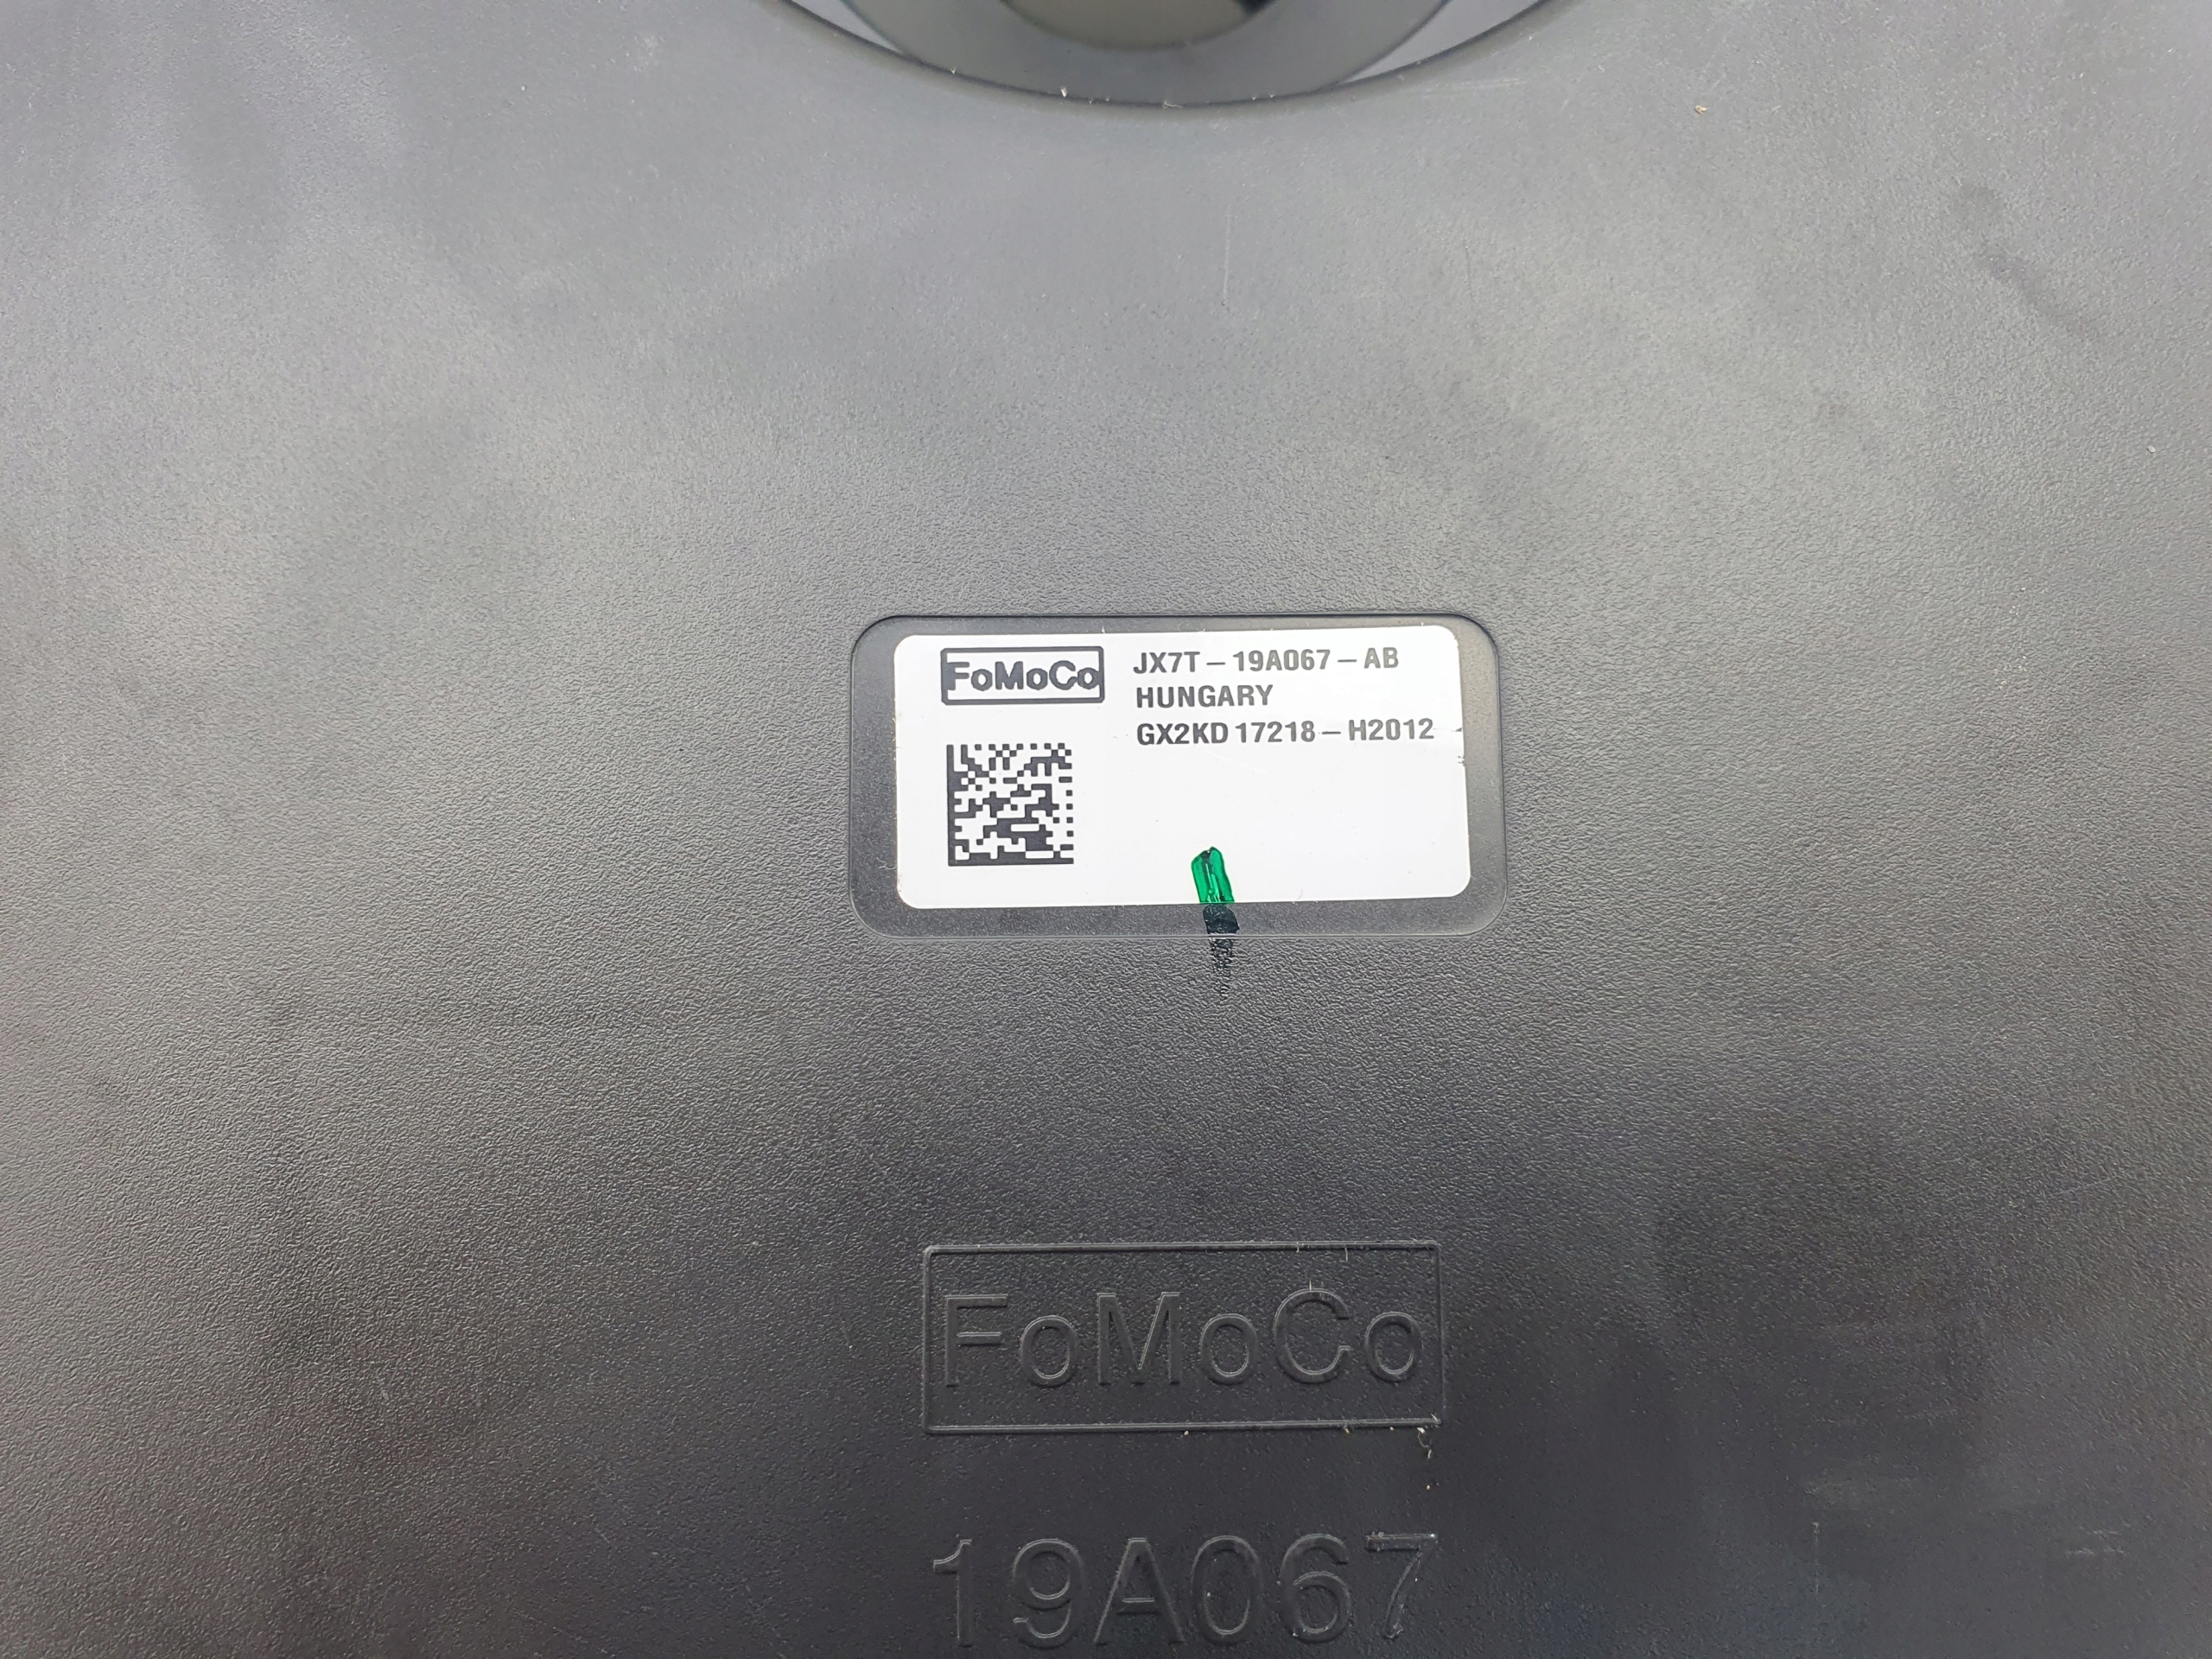 FoMoCo
JX7T – 19A067 – AB
HUNGARY
GX2KD 17218 – H2012
FoMoCo
19A067